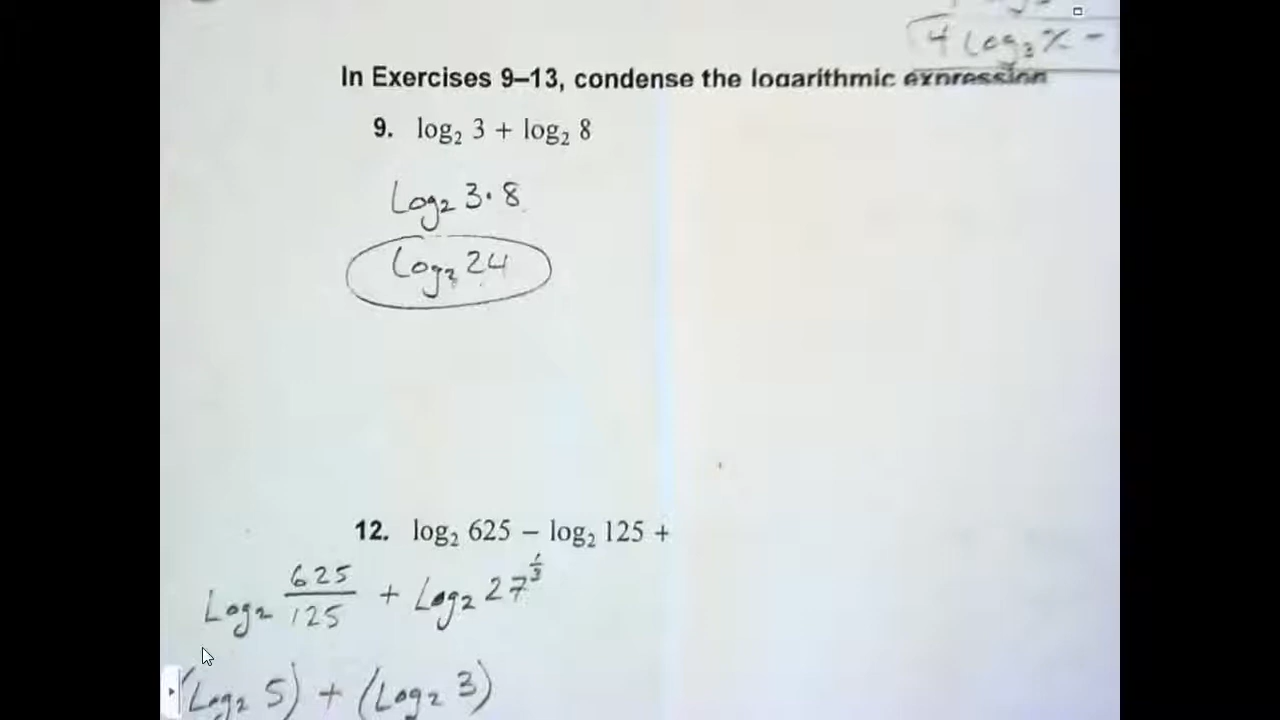 4 Log₃ x -
In Exercises 9–13, condense the logarithmic expression
9. log₂ 3 + log₂ 8
Log₂ 3 · 8
Log₂ 24
12. log₂ 625 − log₂ 125 +
Log₂ 625/125 + Log₂ 27^(1/3)
(Log₂ 5) + (Log₂ 3)